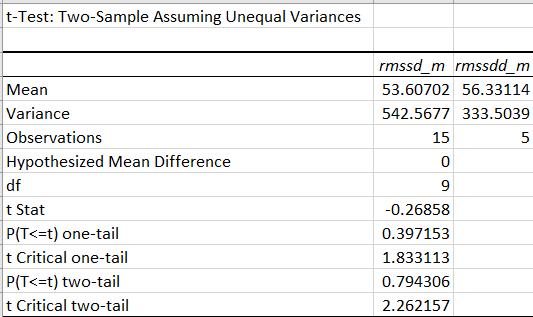 t-Test: Two-Sample Assuming Unequal Variances
rmssd_m rmssdd_m
Mean 53.60702 56.33114
Variance 542.5677 333.5039
Observations 15 5
Hypothesized Mean Difference 0
df 9
t Stat -0.26858
P(T<=t) one-tail 0.397153
t Critical one-tail 1.833113
P(T<=t) two-tail 0.794306
t Critical two-tail 2.262157